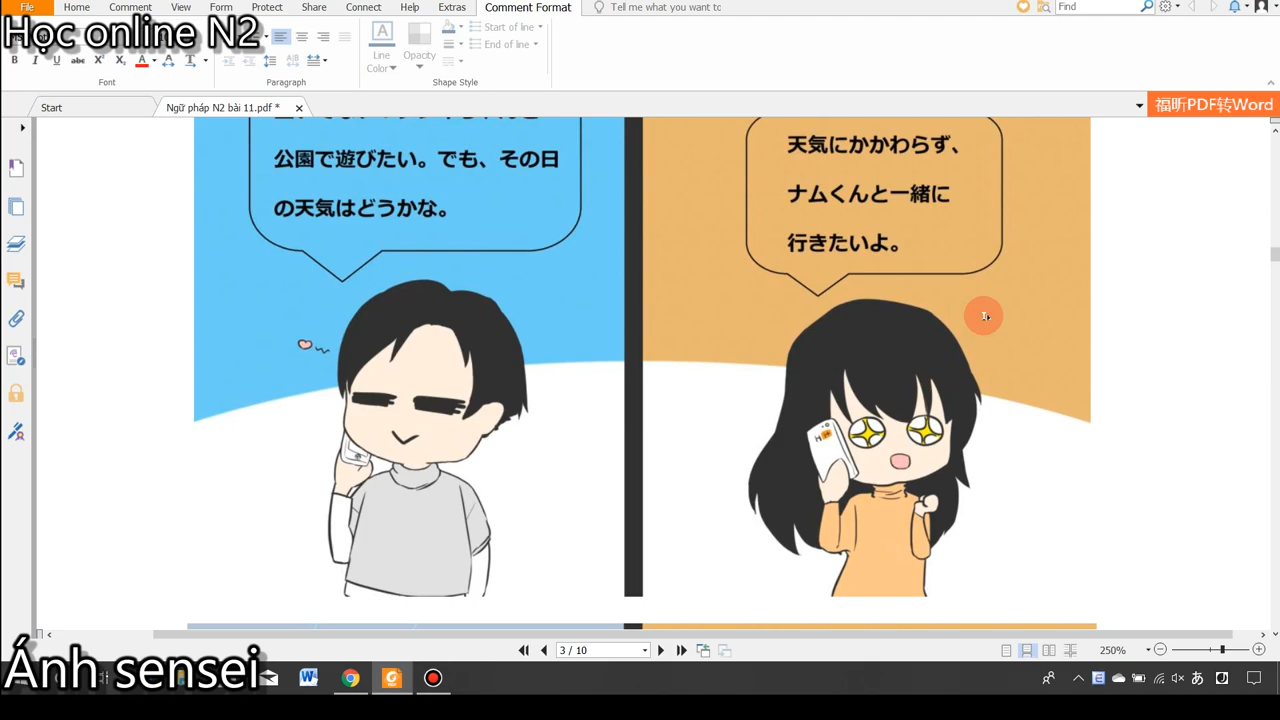 File
Home
Comment
View
Form
Protect
Share
Connect
Help
Extras
Comment Format
Tell me what you want to
Find
Học online N2
Line
Color
Opacity
Start of line
End of line
Font
Paragraph
Shape Style
Start
Ngữ pháp N2 bài 11.pdf *
福昕PDF转Word
公園で遊びたい。でも、その日
の天気はどうかな。
天気にかかわらず、
ナムくんと一緒に
行きたいよ。
3 / 10
250%
Ánh sensei
あ